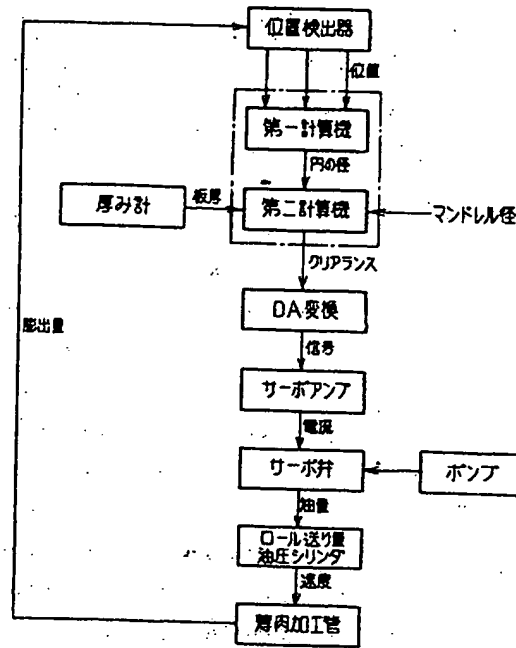 位置検出器
位置
第一計算機
円の径
厚み計
板厚
第二計算機
マンドレル径
クリアランス
DA変換
膨出量
信号
サーボアンプ
電流
サーボ弁
ポンプ
油量
ロール送り量
油圧シリンダ
速度
薄肉加工管